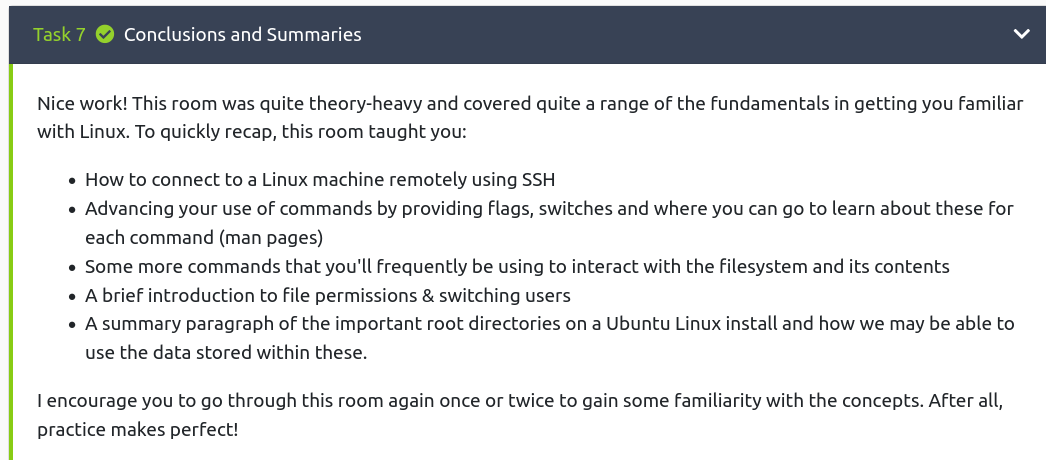 Task 7 Conclusions and Summaries
Nice work! This room was quite theory-heavy and covered quite a range of the fundamentals in getting you familiar
with Linux. To quickly recap, this room taught you:
• How to connect to a Linux machine remotely using SSH
• Advancing your use of commands by providing flags, switches and where you can go to learn about these for
each command (man pages)
• Some more commands that you'll frequently be using to interact with the filesystem and its contents
• A brief introduction to file permissions & switching users
• A summary paragraph of the important root directories on a Ubuntu Linux install and how we may be able to
use the data stored within these.
I encourage you to go through this room again once or twice to gain some familiarity with the concepts. After all,
practice makes perfect!